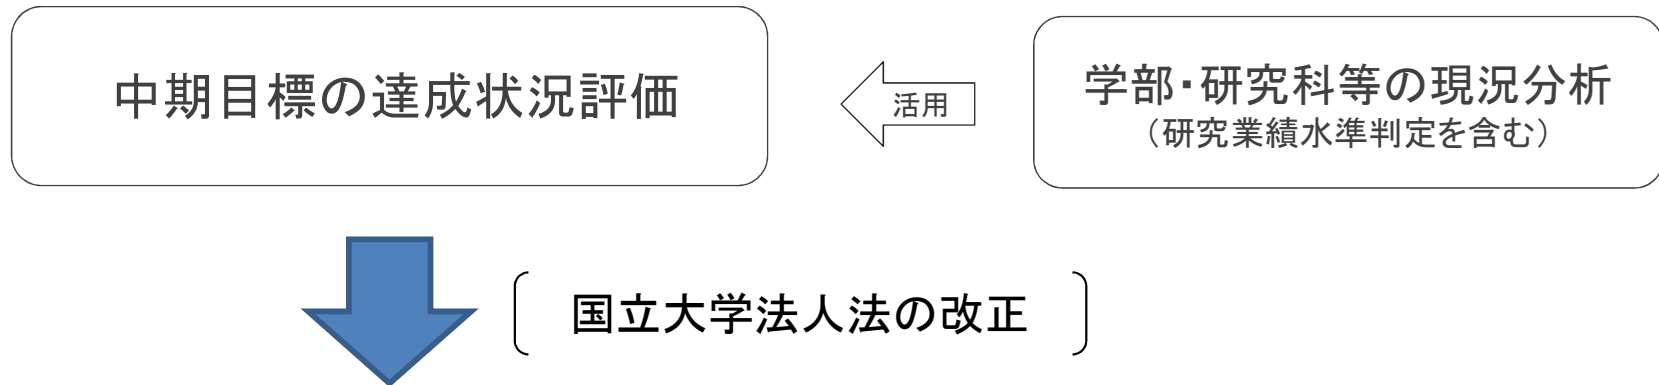 中期目標の達成状況評価
活用
学部・研究科等の現況分析
（研究業績水準判定を含む）
国立大学法人法の改正